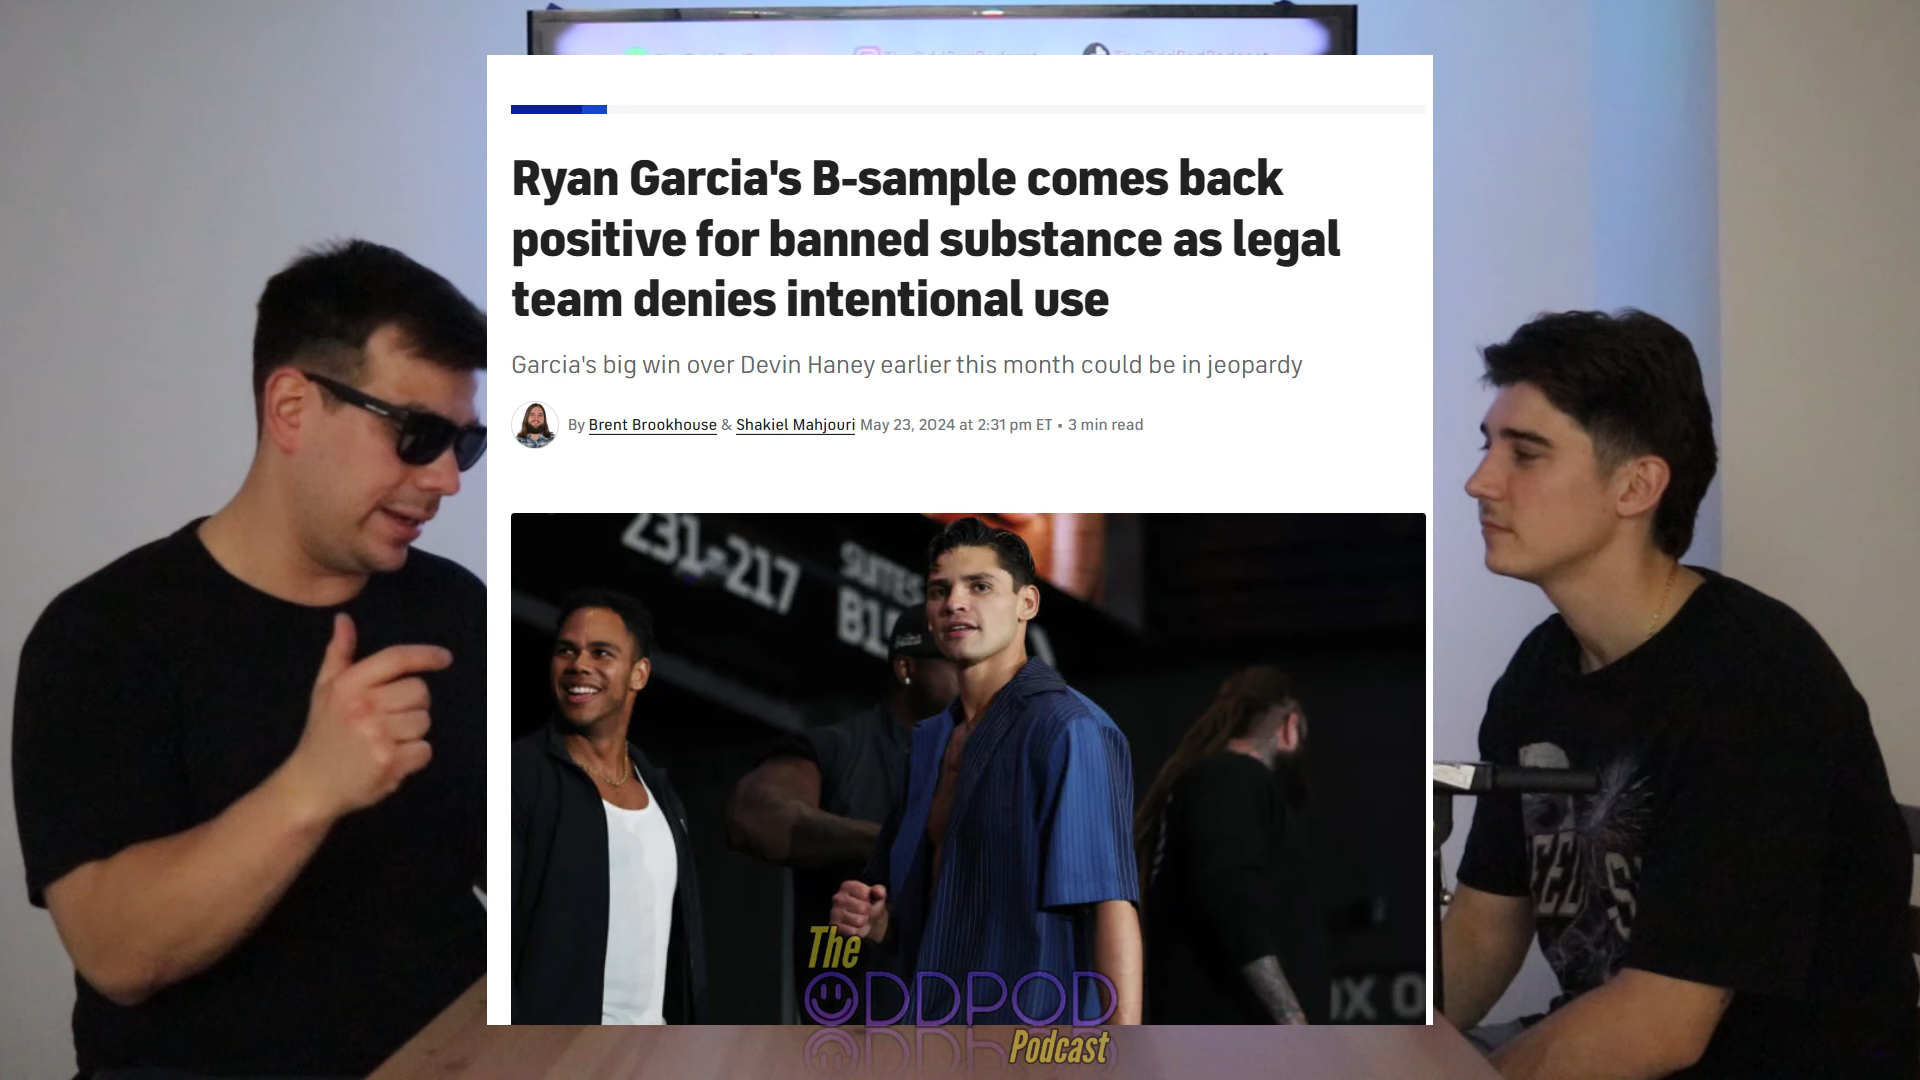 Ryan Garcia's B-sample comes back
positive for banned substance as legal
team denies intentional use
Garcia's big win over Devin Haney earlier this month could be in jeopardy
By Brent Brookhouse & Shakiel Mahjouri May 23, 2024 at 2:31 pm ET • 3 min read
231-217
SUITES
The
ODDPOD
Podcast